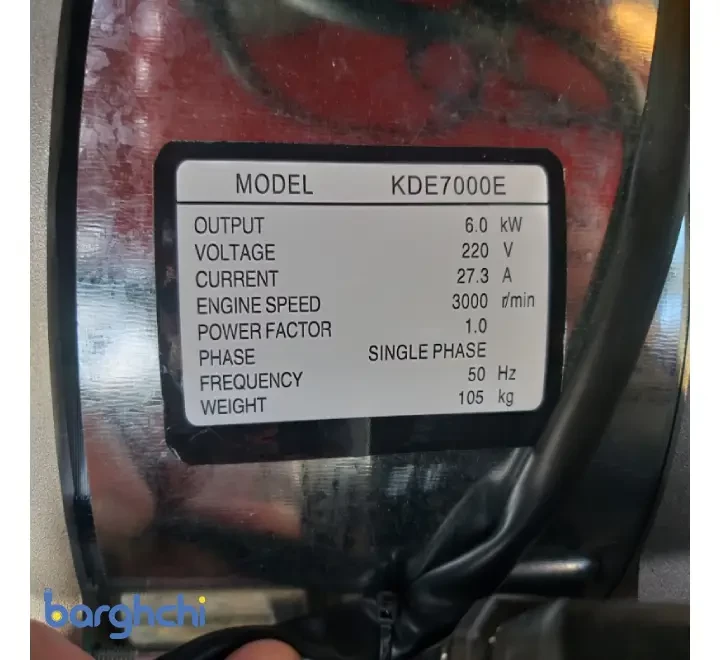 MODEL KDE7000E
OUTPUT 6.0 kW
VOLTAGE 220 V
CURRENT 27.3 A
ENGINE SPEED 3000 r/min
POWER FACTOR 1.0
PHASE SINGLE PHASE
FREQUENCY 50 Hz
WEIGHT 105 kg
barghchi